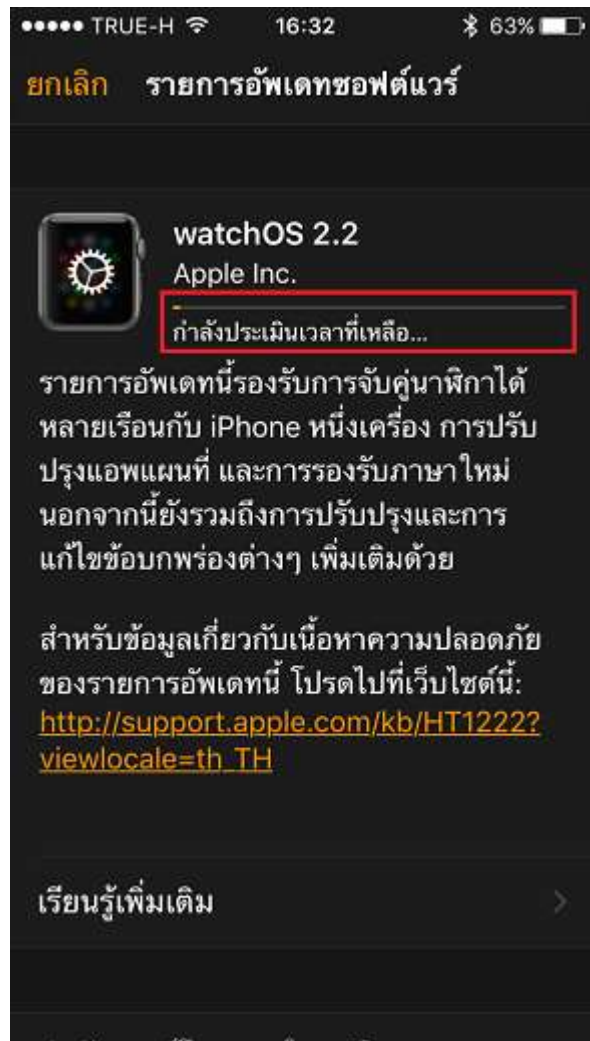 TRUE-H 16:32 63%
ยกเลิก รายการอัพเดทซอฟต์แวร์
watchOS 2.2
Apple Inc.
กำลังประเมินเวลาที่เหลือ...
รายการอัพเดทนี้รองรับการจับคู่นาฬิกาได้
หลายเรือนกับ iPhone หนึ่งเครื่อง การปรับ
ปรุงแอพแผนที่ และการรองรับภาษาใหม่
นอกจากนี้ยังรวมถึงการปรับปรุงและการ
แก้ไขข้อบกพร่องต่างๆ เพิ่มเติมด้วย
สำหรับข้อมูลเกี่ยวกับเนื้อหาความปลอดภัย
ของรายการอัพเดทนี้ โปรดไปที่เว็บไซต์นี้:
http://support.apple.com/kb/HT1222?
viewlocale=th_TH
เรียนรู้เพิ่มเติม